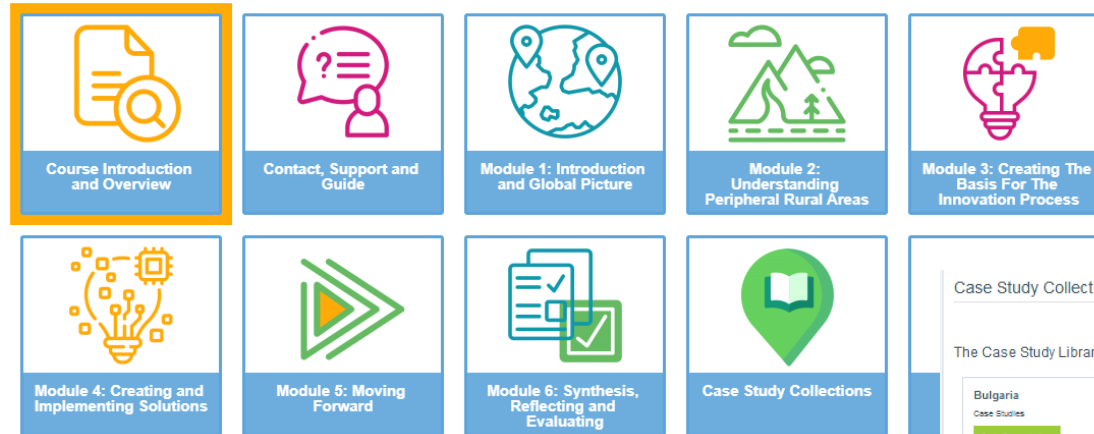 Course Introduction
and Overview
Contact, Support and
Guide
Module 1: Introduction
and Global Picture
Module 2:
Understanding
Peripheral Rural Areas
Module 3: Creating The
Basis For The
Innovation Process
Module 4: Creating and
Implementing Solutions
Module 5: Moving
Forward
Module 6: Synthesis,
Reflecting and
Evaluating
Case Study Collections
Case Study Collect
The Case Study Librar
Bulgaria
Case Studies